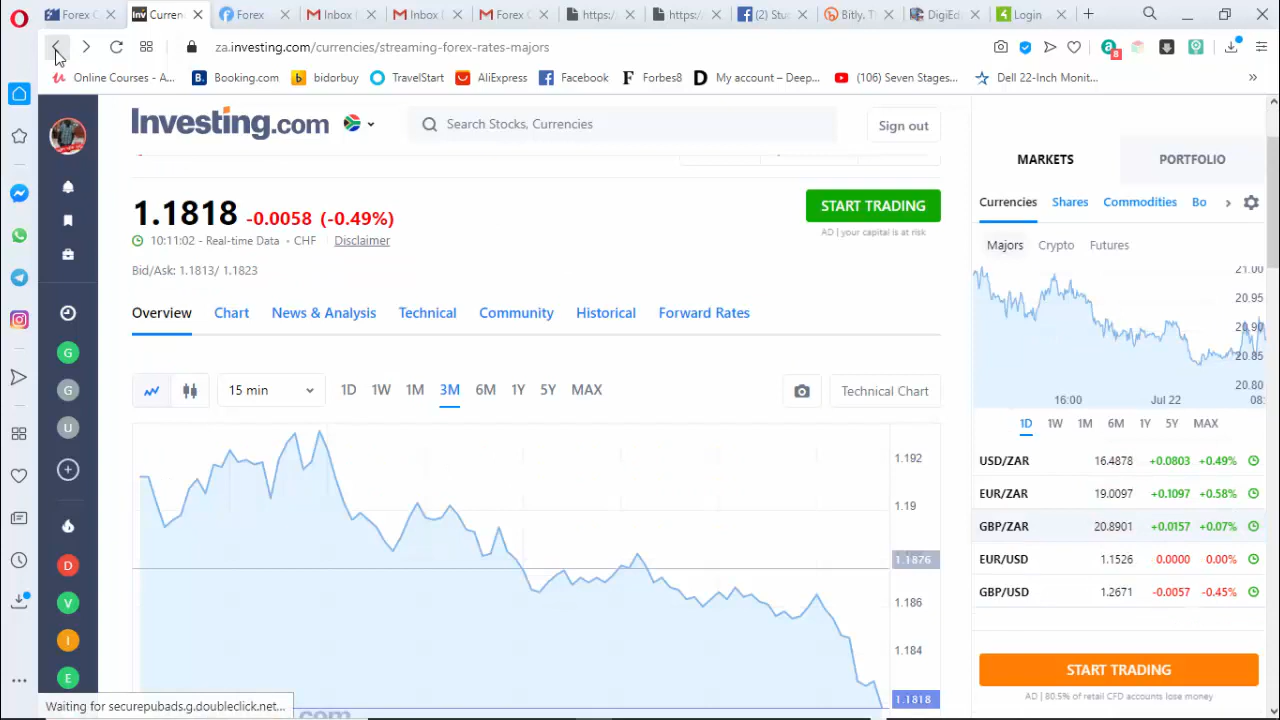 Forex C
Curren
Forex
Inbox (
Inbox (
Forex C
https:/
https:/
(2) Stu
Bitly. Th
DigiEd
Login
za.investing.com/currencies/streaming-forex-rates-majors
8
Online Courses - A...
Booking.com
bidorbuy
TravelStart
AliExpress
Facebook
Forbes8
My account – Deep...
(106) Seven Stages...
Dell 22-Inch Monit...
»
Investing.com
Search Stocks, Currencies
Sign out
MARKETS
PORTFOLIO
1.1818 -0.0058 (-0.49%)
START TRADING
AD | your capital is at risk
10:11:02 - Real-time Data • CHF Disclaimer
Bid/Ask: 1.1813/ 1.1823
Currencies
Shares
Commodities
Bo
Majors
Crypto
Futures
Overview
Chart
News & Analysis
Technical
Community
Historical
Forward Rates
21.00
20.95
20.90
20.85
20.80
16:00
Jul 22
08:
15 min
1D
1W
1M
3M
6M
1Y
5Y
MAX
Technical Chart
1D
1W
1M
6M
1Y
5Y
MAX
1.192
1.19
1.1876
1.186
1.184
1.1818
USD/ZAR 16.4878 +0.0803 +0.49%
EUR/ZAR 19.0097 +0.1097 +0.58%
GBP/ZAR 20.8901 +0.0157 +0.07%
EUR/USD 1.1526 0.0000 0.00%
GBP/USD 1.2671 -0.0057 -0.45%
START TRADING
AD | 80.5% of retail CFD accounts lose money
G
G
U
D
V
I
E
Waiting for securepubads.g.doubleclick.net...
com